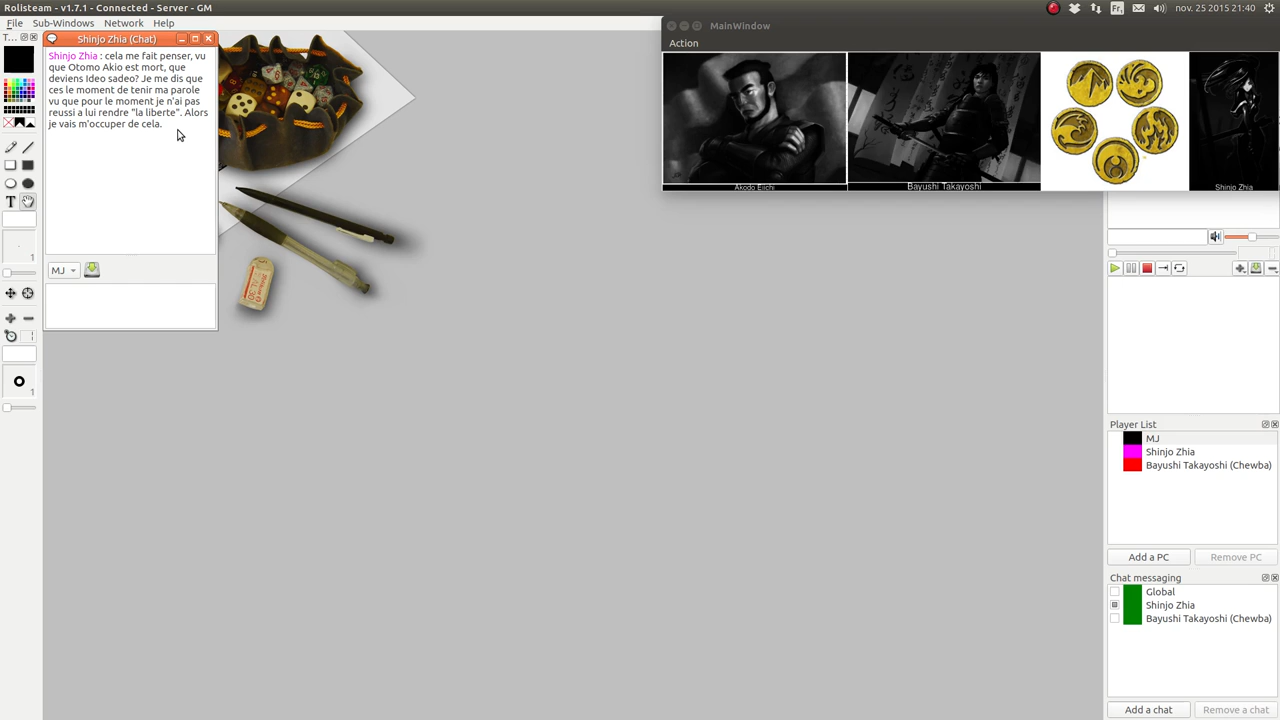 Rolisteam - v1.7.1 - Connected - Server - GM
Fr₁
nov. 25 2015 21:40
File Sub-Windows Network Help
T...
Shinjo Zhia (Chat)
Shinjo Zhia : cela me fait penser, vu
que Otomo Akio est mort, que
deviens Ideo sadeo? Je me dis que
ces le moment de tenir ma parole
vu que pour le moment je n'ai pas
reussi a lui rendre "la liberte". Alors
je vais m'occuper de cela.
MJ
T
1
1
MainWindow
Action
Akodo Eiichi
Bayushi Takayoshi
Shinjo Zhia
Player List
MJ
Shinjo Zhia
Bayushi Takayoshi (Chewba)
Add a PC
Remove PC
Chat messaging
Global
Shinjo Zhia
Bayushi Takayoshi (Chewba)
Add a chat
Remove a chat